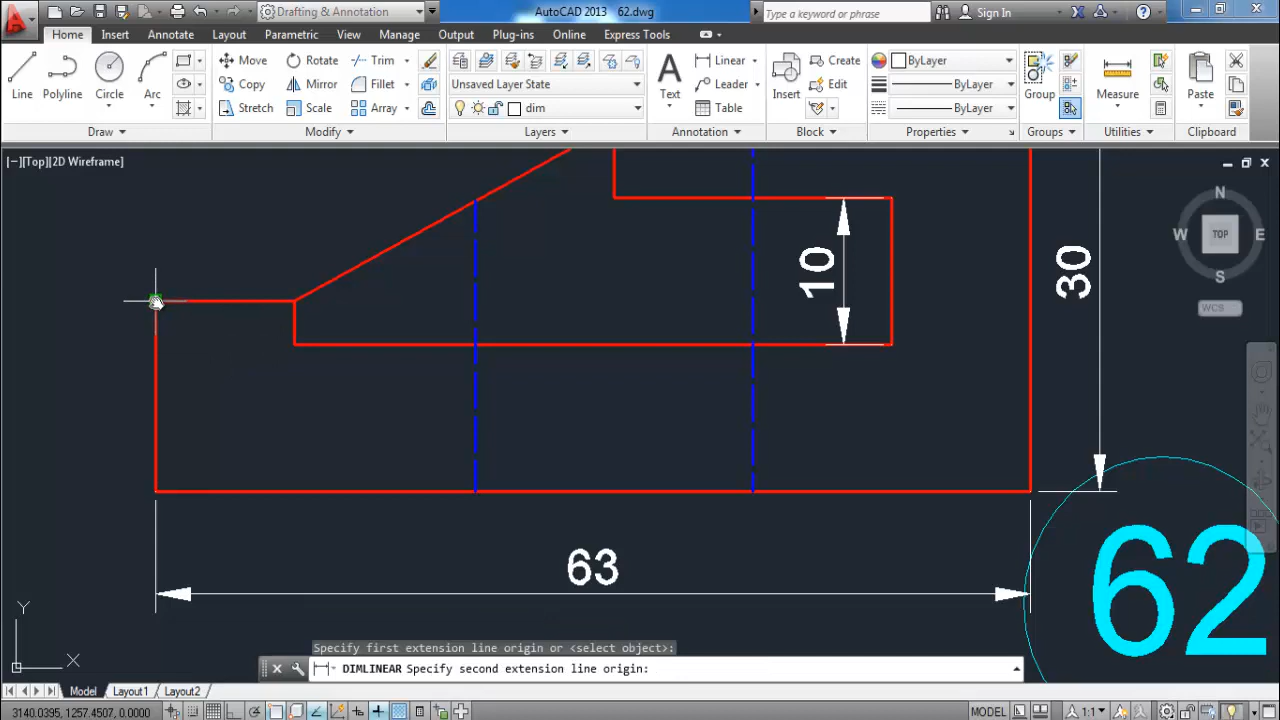 Drafting & Annotation
AutoCAD 2013 62.dwg
Type a keyword or phrase
Sign In
Home Insert Annotate Layout Parametric View Manage Output Plug-ins Online Express Tools
Line
Polyline
Circle
Arc
Move Rotate Trim
Copy Mirror Fillet
Stretch Scale Array
Unsaved Layer State
dim
Text
Linear
Leader
Table
Insert
Create
Edit
ByLayer
ByLayer
ByLayer
Group
Measure
Paste
Draw Modify Layers Annotation Block Properties Groups Utilities Clipboard
[−][Top][2D Wireframe]
N
W TOP E
S
WCS
10
30
63
62
Y
X
Specify first extension line origin or <select object>:
DIMLINEAR Specify second extension line origin:
Model Layout1 Layout2
3140.0395, 1257.4507, 0.0000
MODEL
1:1